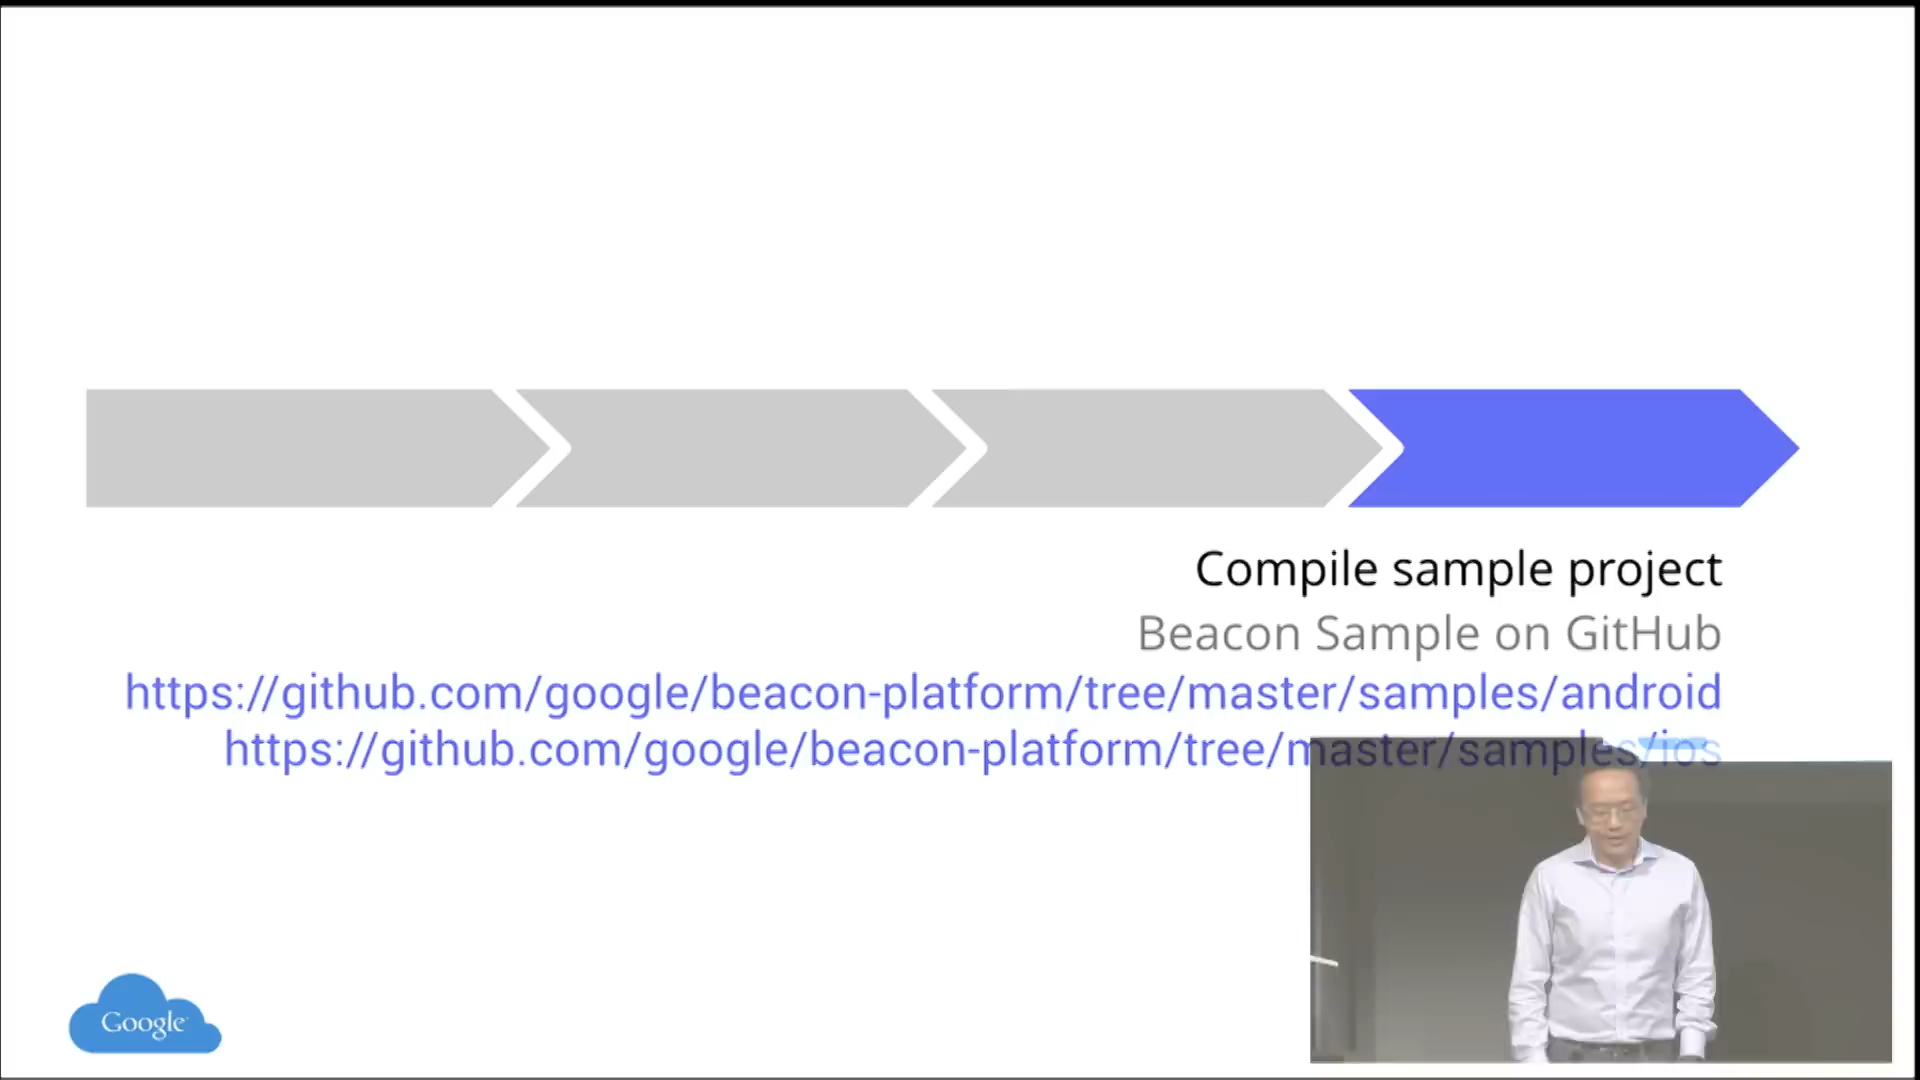 Compile sample project
Beacon Sample on GitHub
https://github.com/google/beacon-platform/tree/master/samples/android
https://github.com/google/beacon-platform/tree/master/samples/ios
Google